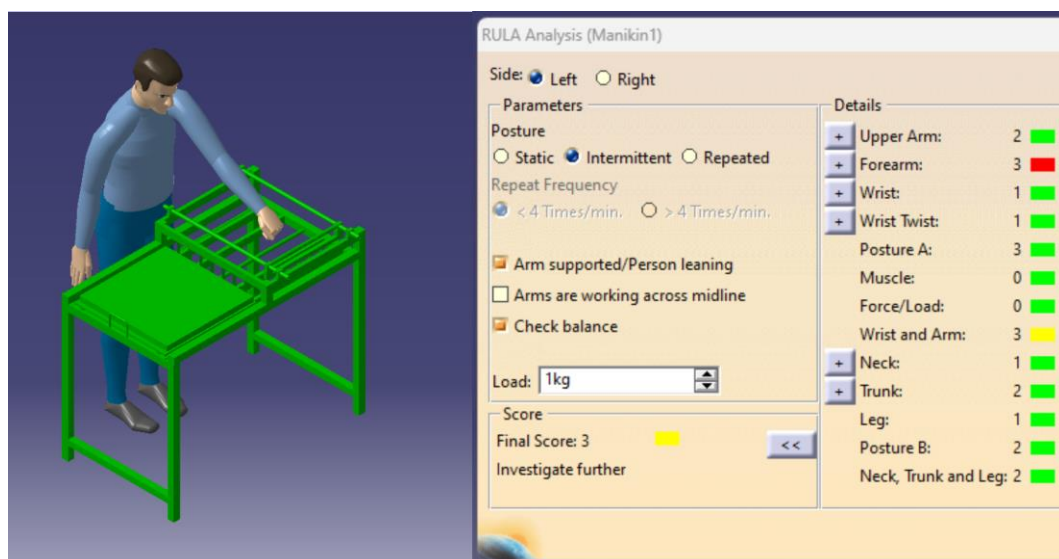 RULA Analysis (Manikin1)
Side: Left Right
Parameters
Posture
Static Intermittent Repeated
Repeat Frequency
< 4 Times/min. > 4 Times/min.
Arm supported/Person leaning
Arms are working across midline
Check balance
Load: 1kg
Score
Final Score: 3
<<
Investigate further
Details
+ Upper Arm: 2
+ Forearm: 3
+ Wrist: 1
+ Wrist Twist: 1
Posture A: 3
Muscle: 0
Force/Load: 0
Wrist and Arm: 3
+ Neck: 1
+ Trunk: 2
Leg: 1
Posture B: 2
Neck, Trunk and Leg: 2